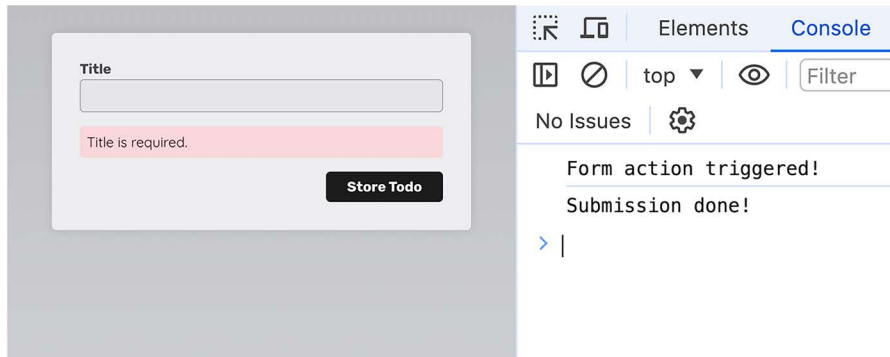 Title
Title is required.
Store Todo
Elements Console
top Filter
No Issues
Form action triggered!
Submission done!